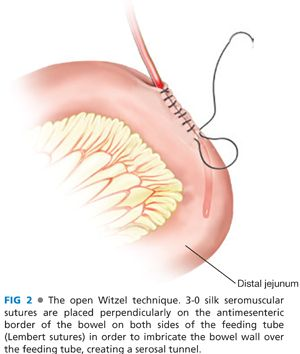 Distal jejunum
FIG 2 ● The open Witzel technique. 3-0 silk seromuscular
sutures are placed perpendicularly on the antimesenteric
border of the bowel on both sides of the feeding tube
(Lembert sutures) in order to imbricate the bowel wall over
the feeding tube, creating a serosal tunnel.